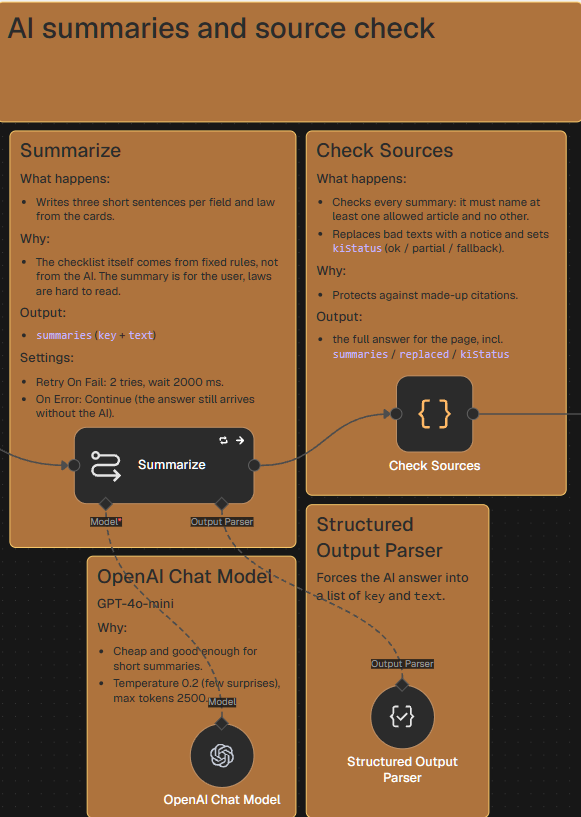 AI summaries and source check
Summarize
What happens:
Writes three short sentences per field and law
from the cards.
Why:
The checklist itself comes from fixed rules, not
from the AI. The summary is for the user, laws
are hard to read.
Output:
summaries (key + text)
Settings:
Retry On Fail: 2 tries, wait 2000 ms.
On Error: Continue (the answer still arrives
without the AI).
Summarize
Model*
Output Parser
Check Sources
What happens:
Checks every summary: it must name at
least one allowed article and no other.
Replaces bad texts with a notice and sets
kiStatus (ok / partial / fallback).
Why:
Protects against made-up citations.
Output:
the full answer for the page, incl.
summaries / replaced / kiStatus
Check Sources
OpenAI Chat Model
GPT-4o-mini
Why:
Cheap and good enough for
short summaries.
Temperature 0.2 (few surprises),
max tokens 2500.
Model
OpenAI Chat Model
Structured
Output Parser
Forces the AI answer into
a list of key and text.
Output Parser
Structured Output
Parser